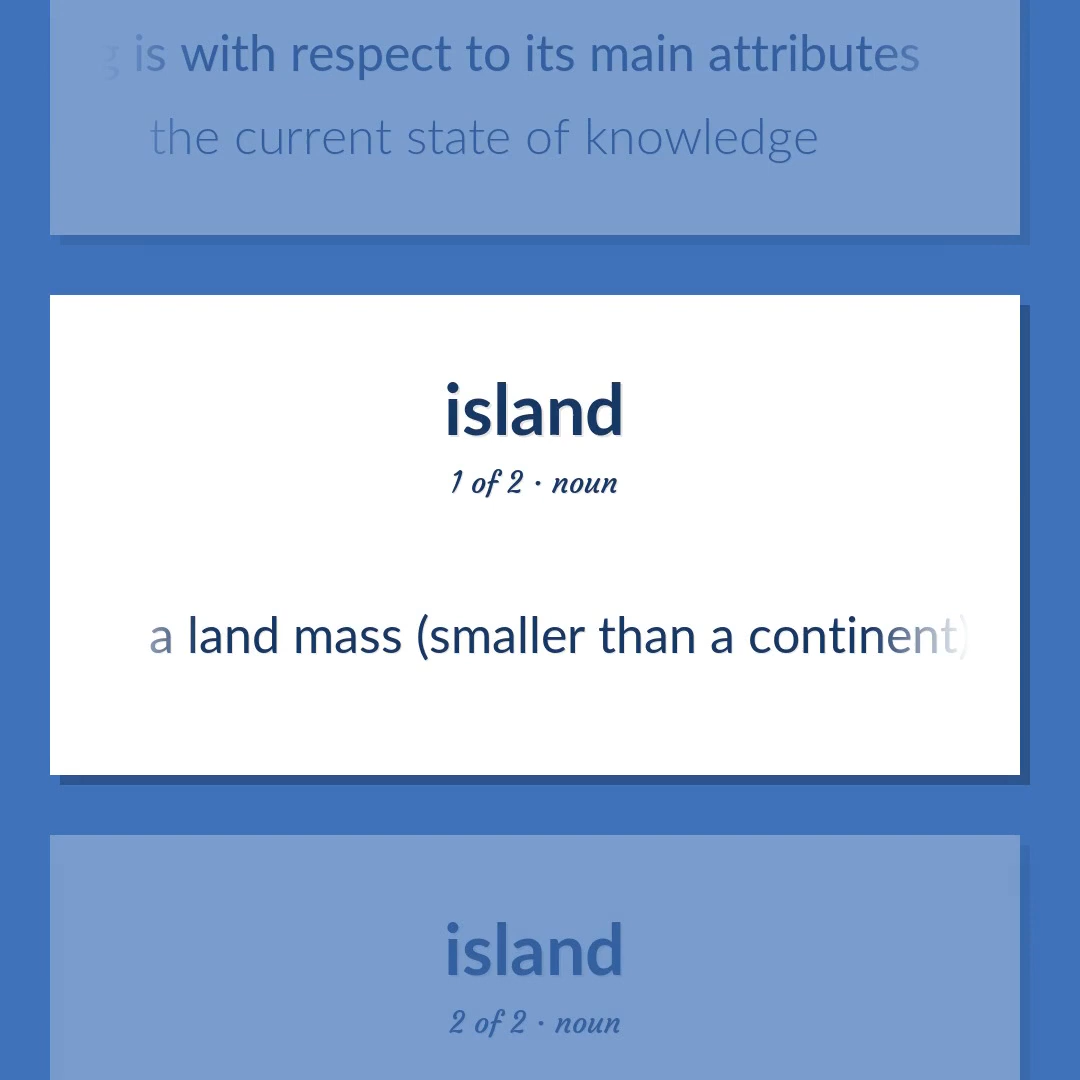 is with respect to its main attributes
the current state of knowledge
island
1 of 2 · noun
a land mass (smaller than a continent)
island
2 of 2 · noun